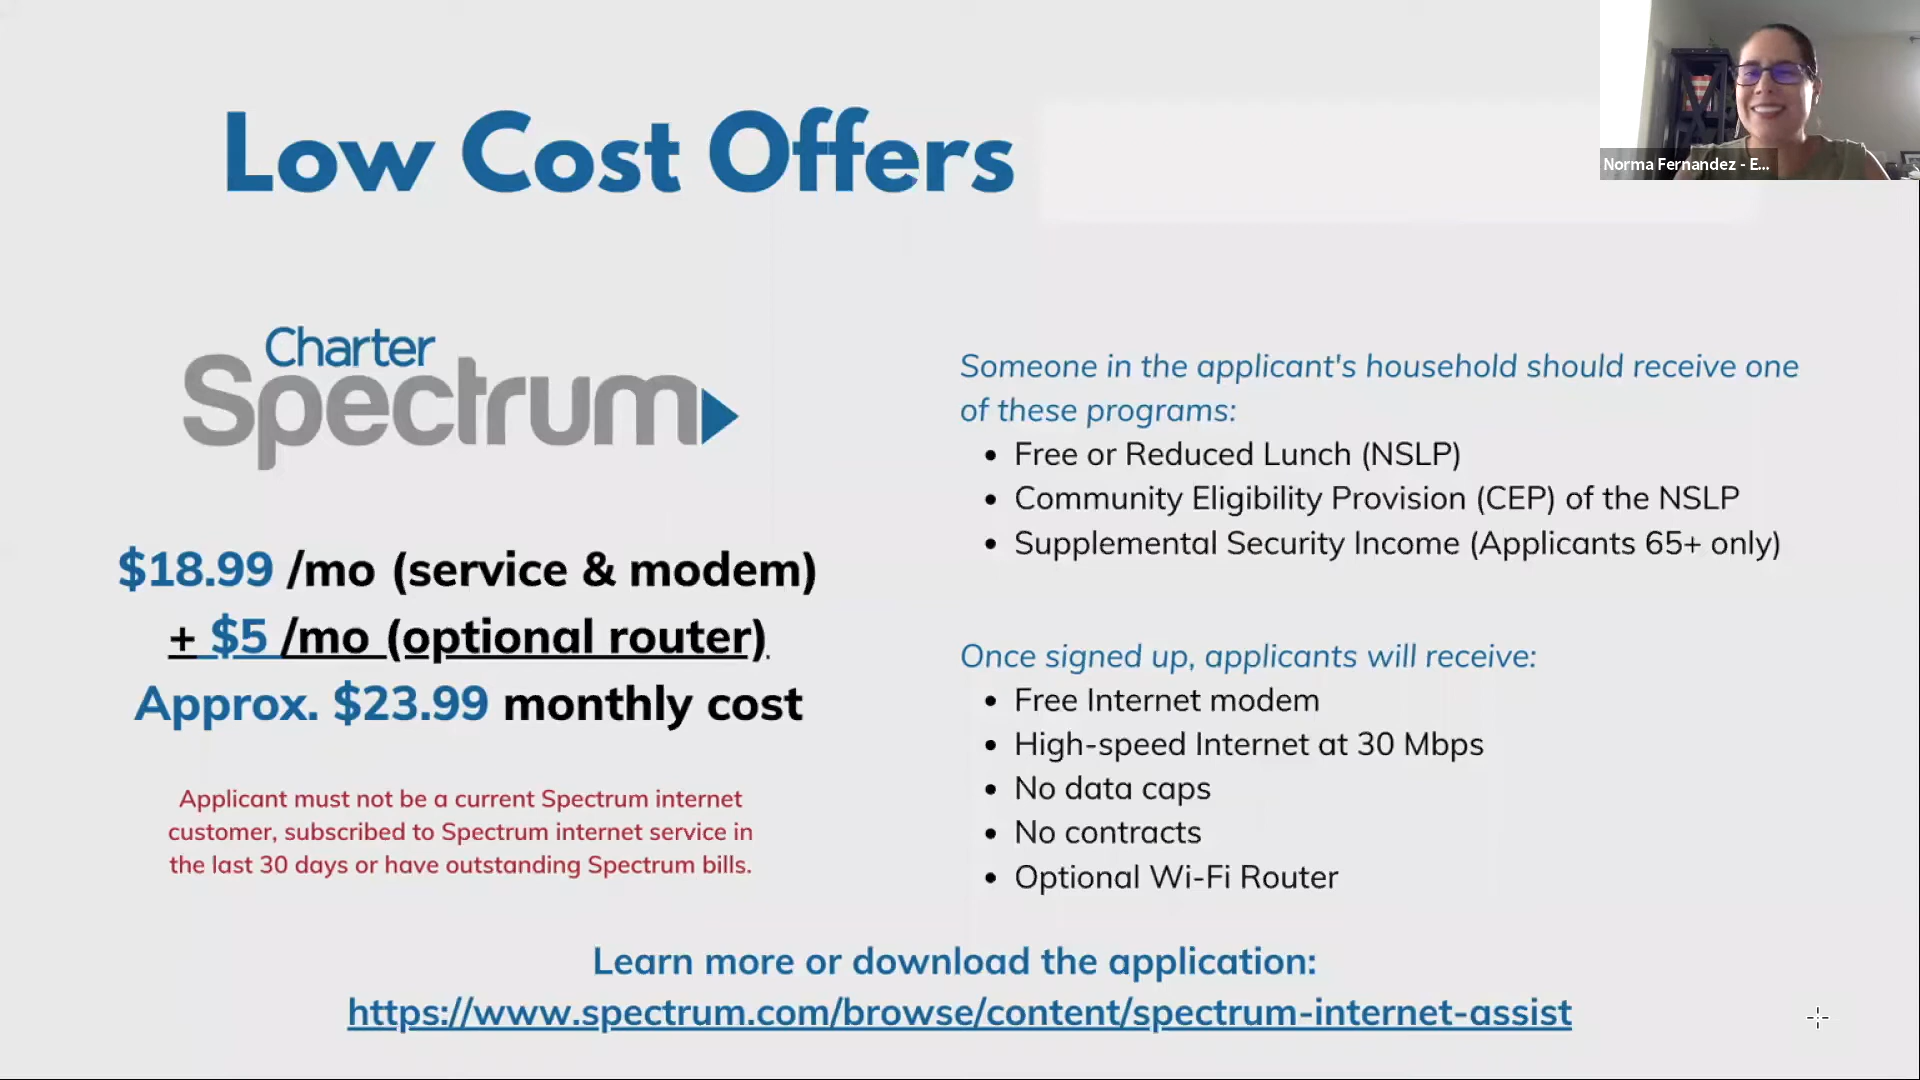 Low Cost Offers
Norma Fernandez - E...
Charter
Spectrum
$18.99 /mo (service & modem)
+ $5 /mo (optional router)
Approx. $23.99 monthly cost
Applicant must not be a current Spectrum internet
customer, subscribed to Spectrum internet service in
the last 30 days or have outstanding Spectrum bills.
Someone in the applicant's household should receive one
of these programs:
• Free or Reduced Lunch (NSLP)
• Community Eligibility Provision (CEP) of the NSLP
• Supplemental Security Income (Applicants 65+ only)
Once signed up, applicants will receive:
• Free Internet modem
• High-speed Internet at 30 Mbps
• No data caps
• No contracts
• Optional Wi-Fi Router
Learn more or download the application:
https://www.spectrum.com/browse/content/spectrum-internet-assist